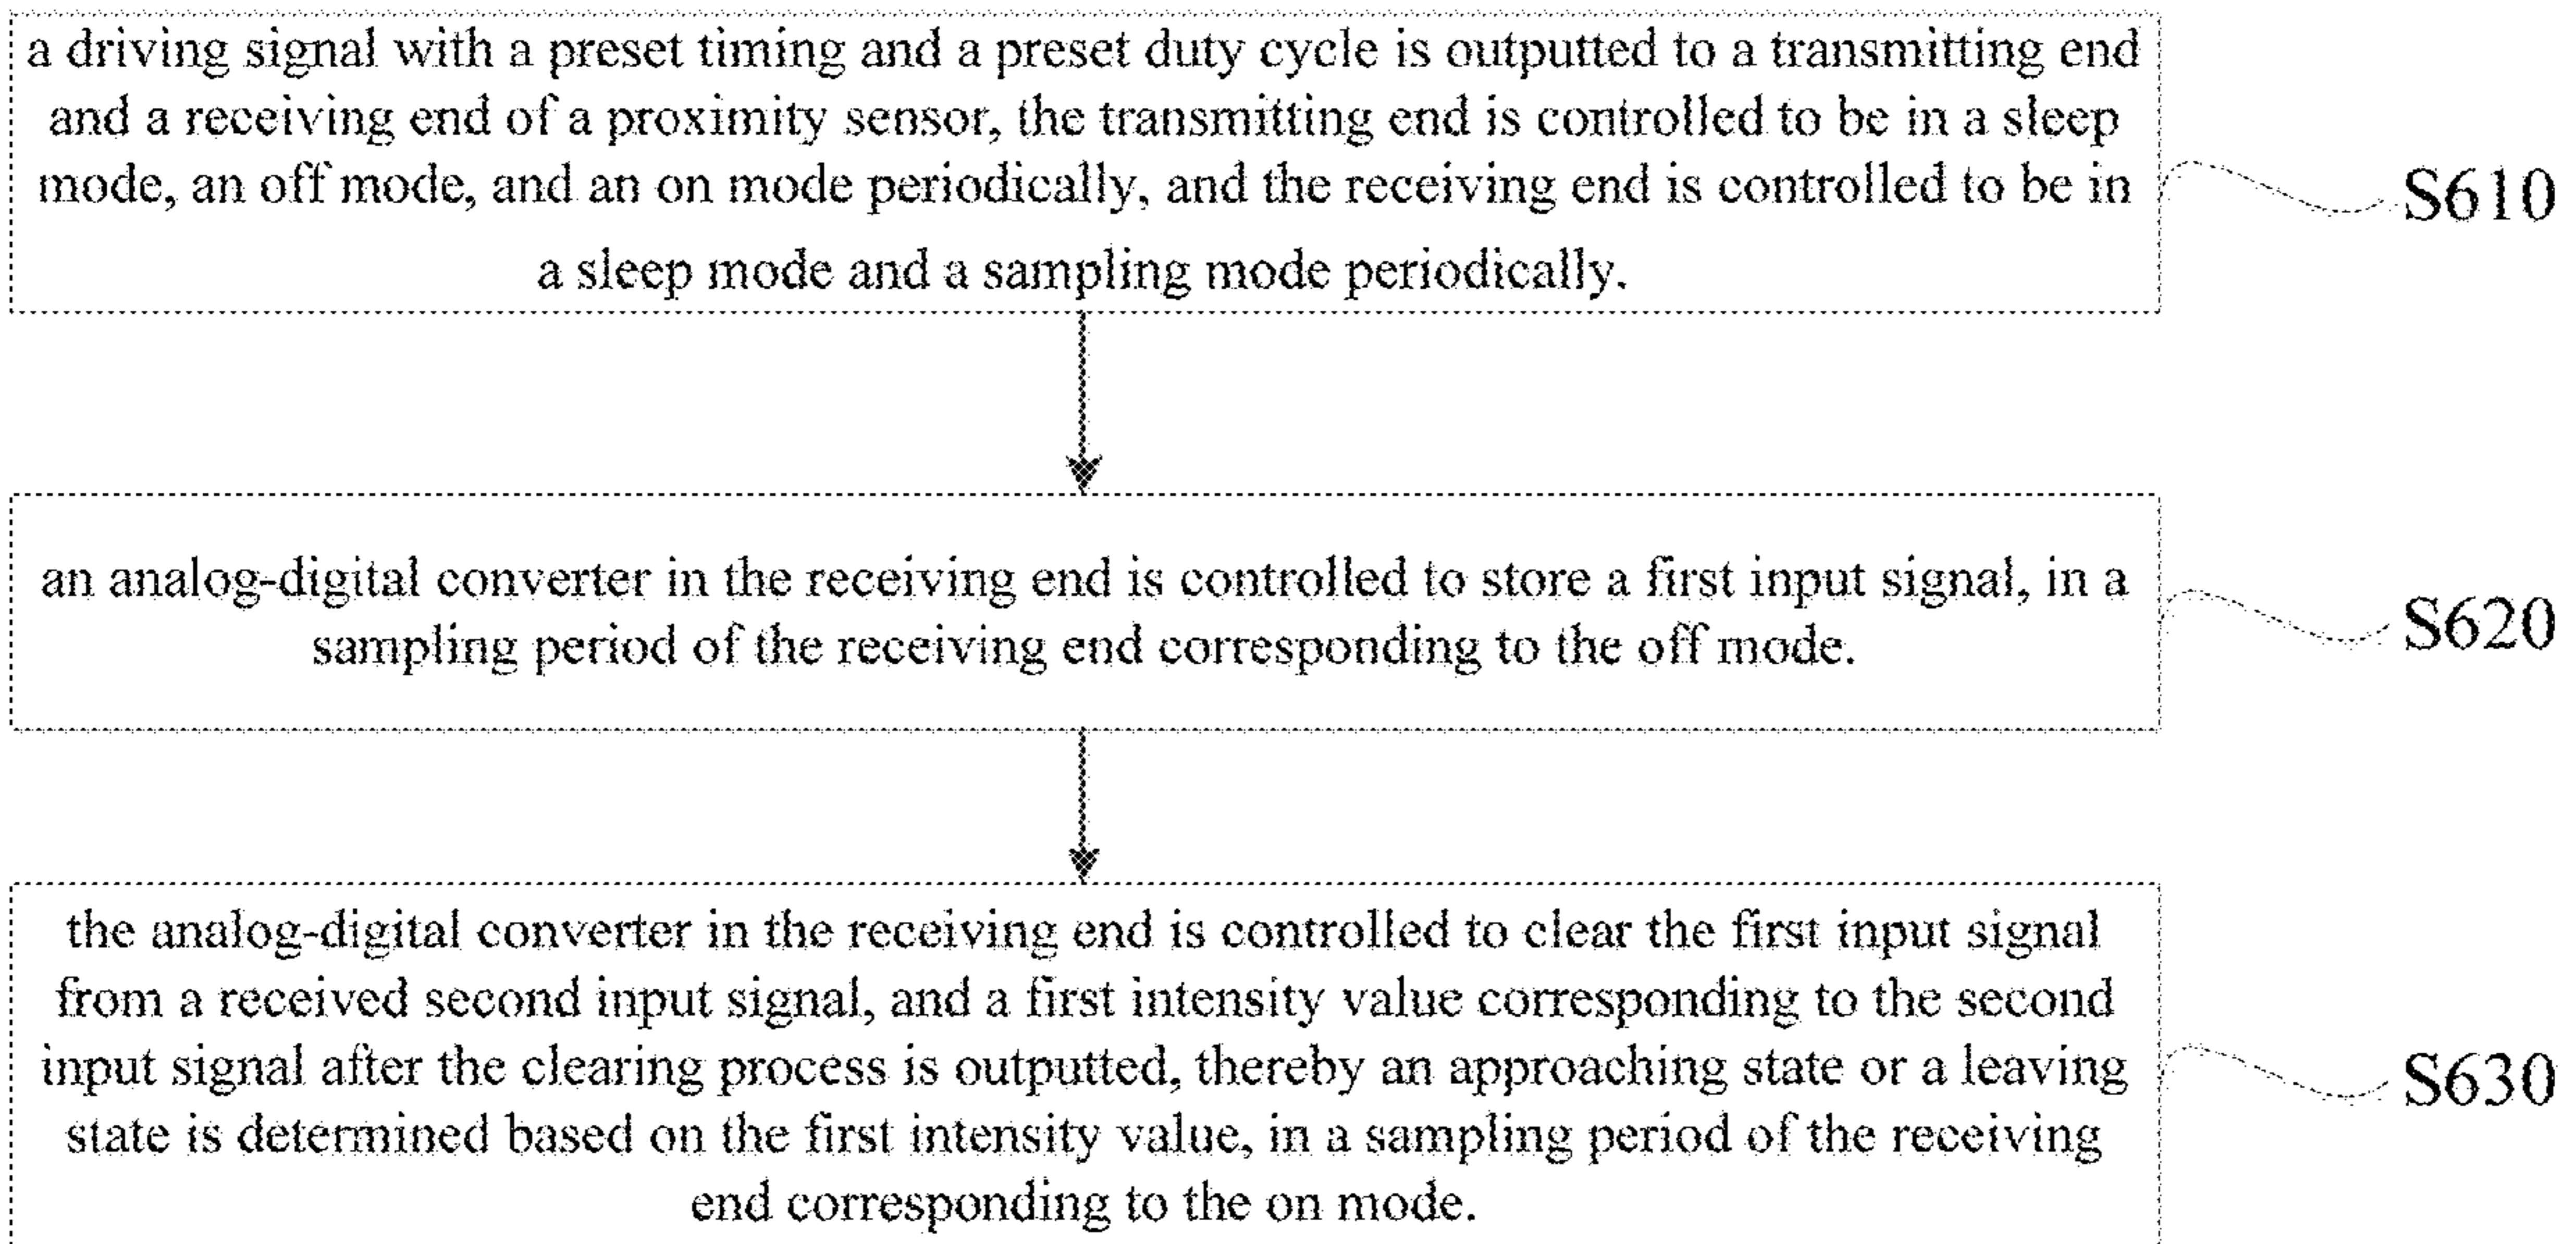 a driving signal with a preset timing and a preset duty cycle is outputted to a transmitting end
and a receiving end of a proximity sensor, the transmitting end is controlled to be in a sleep
mode, an off mode, and an on mode periodically, and the receiving end is controlled to be in
a sleep mode and a sampling mode periodically.
S610
an analog-digital converter in the receiving end is controlled to store a first input signal, in a
sampling period of the receiving end corresponding to the off mode.
S620
the analog-digital converter in the receiving end is controlled to clear the first input signal
from a received second input signal, and a first intensity value corresponding to the second
input signal after the clearing process is outputted, thereby an approaching state or a leaving
state is determined based on the first intensity value, in a sampling period of the receiving
end corresponding to the on mode.
S630